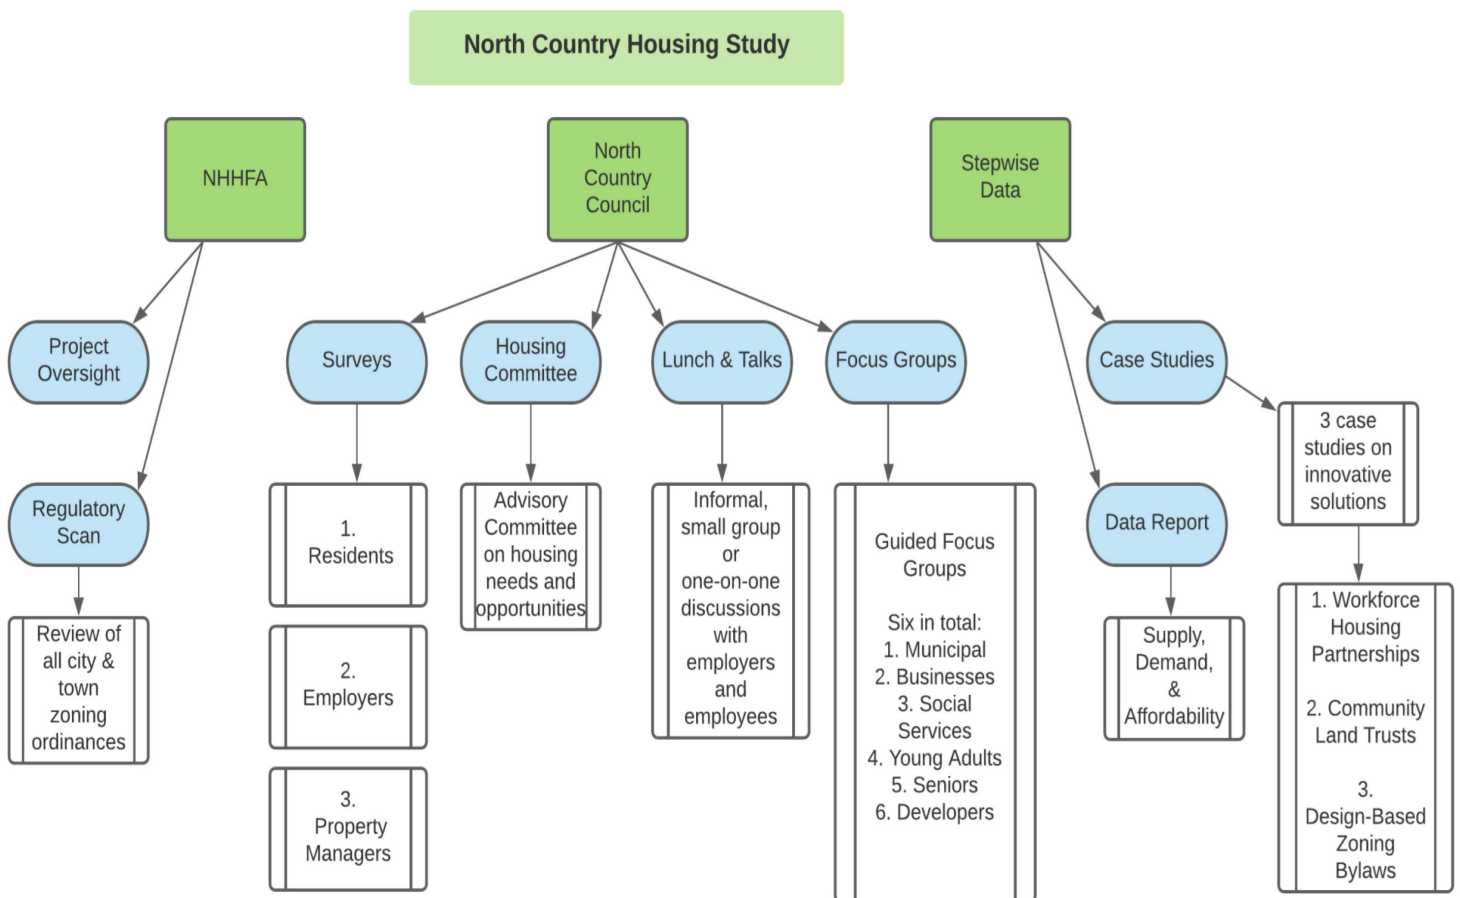 North Country Housing Study
NHHFA
North
Country
Council
Stepwise
Data
Project
Oversight
Surveys
Housing
Committee
Lunch & Talks
Focus Groups
Case Studies
Regulatory
Scan
Review of
all city &
town
zoning
ordinances
1.
Residents
2.
Employers
3.
Property
Managers
Advisory
Committee
on housing
needs and
opportunities
Informal,
small group
or
one-on-one
discussions
with
employers
and
employees
Guided Focus
Groups
Six in total:
1. Municipal
2. Businesses
3. Social
Services
4. Young Adults
5. Seniors
6. Developers
Data Report
Supply,
Demand,
&
Affordability
3 case
studies on
innovative
solutions
1. Workforce
Housing
Partnerships
2. Community
Land Trusts
3.
Design-Based
Zoning
Bylaws